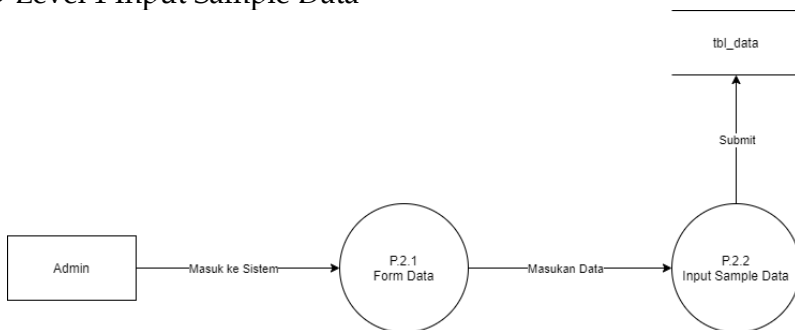 Level 1 Input Sample Data
tbl_data
Submit
Admin
Masuk ke Sistem
P.2.1
Form Data
Masukan Data
P.2.2
Input Sample Data